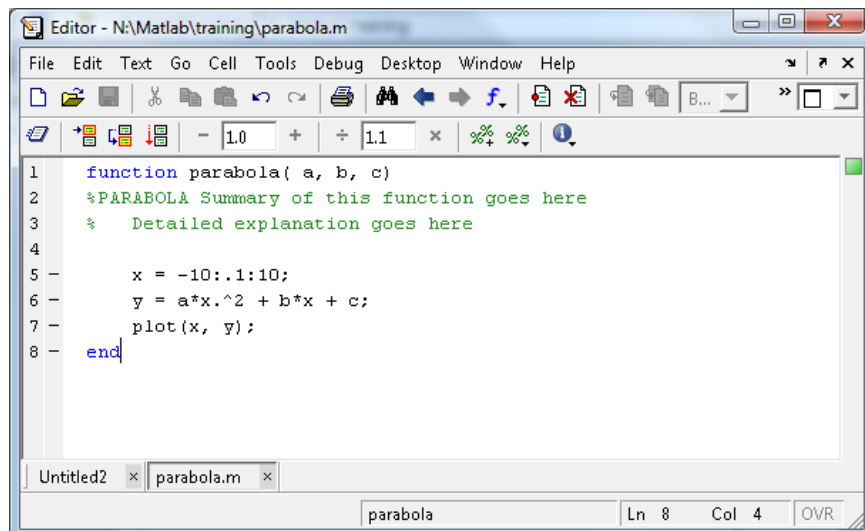 Editor - N:\Matlab\training\parabola.m
File Edit Text Go Cell Tools Debug Desktop Window Help
B...
- 1.0 + ÷ 1.1 ×
1 function parabola( a, b, c)
2 %PARABOLA Summary of this function goes here
3 %   Detailed explanation goes here
4
5 -     x = -10:.1:10;
6 -     y = a*x.^2 + b*x + c;
7 -     plot(x, y);
8 - end
Untitled2 × parabola.m ×
parabola Ln 8 Col 4 OVR